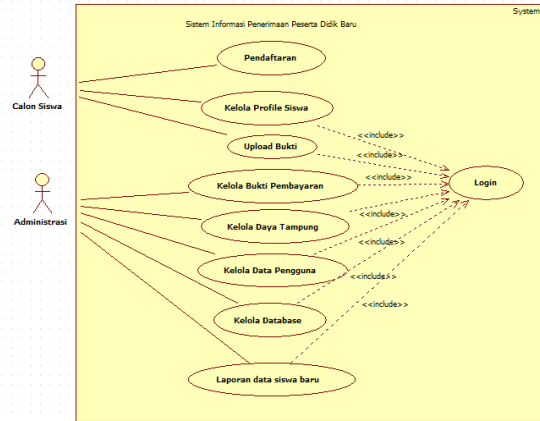 System
Sistem Informasi Penerimaan Peserta Didik Baru
Pendaftaran
Calon Siswa
Kelola Profile Siswa
<<include>>
Upload Bukti
<<include>>
<<include>>
Kelola Bukti Pembayaran
Login
Administrasi
<<include>>
Kelola Daya Tampung
<<include>>
Kelola Data Pengguna
<<include>>
<<include>>
Kelola Database
Laporan data siswa baru